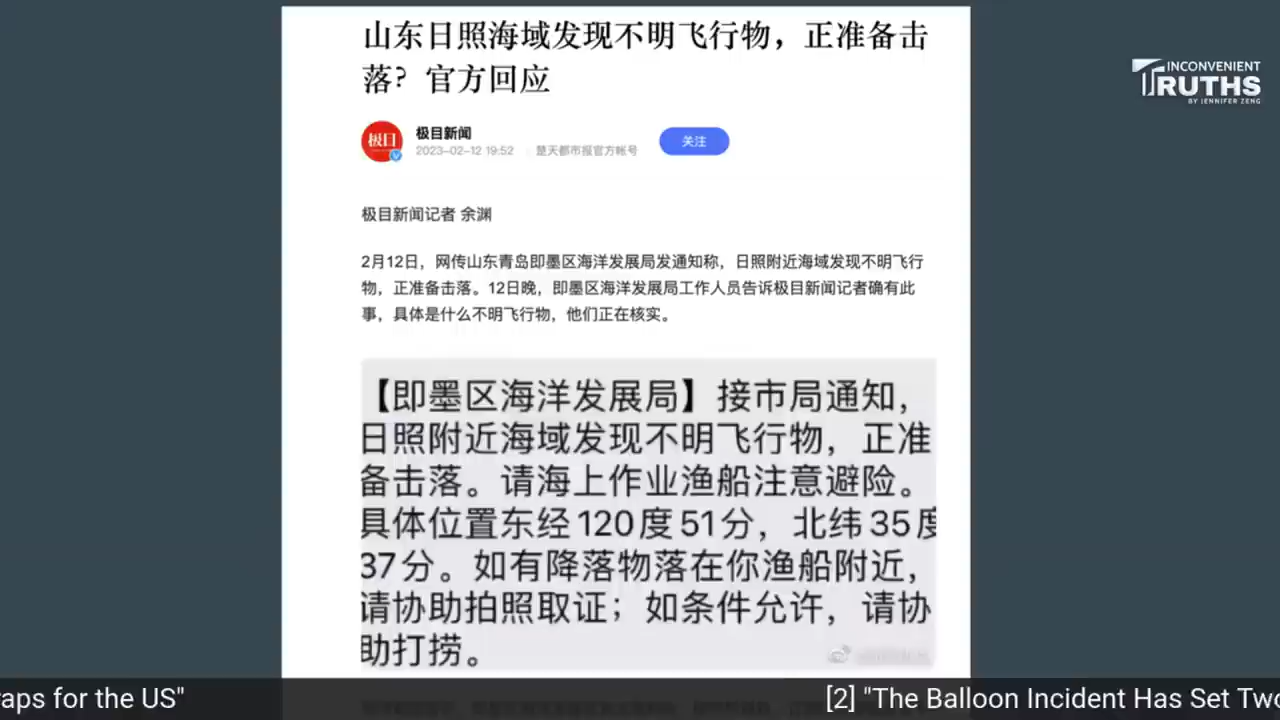 山东日照海域发现不明飞行物，正准备击
落？官方回应
INCONVENIENT
TRUTHS
BY JENNIFER ZENG
极目
极目新闻
2023-02-12 19:52 楚天都市报官方帐号
关注
极目新闻记者 余渊
2月12日，网传山东青岛即墨区海洋发展局发通知称，日照附近海域发现不明飞行
物，正准备击落。12日晚，即墨区海洋发展局工作人员告诉极目新闻记者确有此
事，具体是什么不明飞行物，他们正在核实。
【即墨区海洋发展局】接市局通知，
日照附近海域发现不明飞行物，正准
备击落。请海上作业渔船注意避险。
具体位置东经120度51分，北纬35度
37分。如有降落物落在你渔船附近，
请协助拍照取证；如条件允许，请协
助打捞。
raps for the US"
[2] "The Balloon Incident Has Set Two